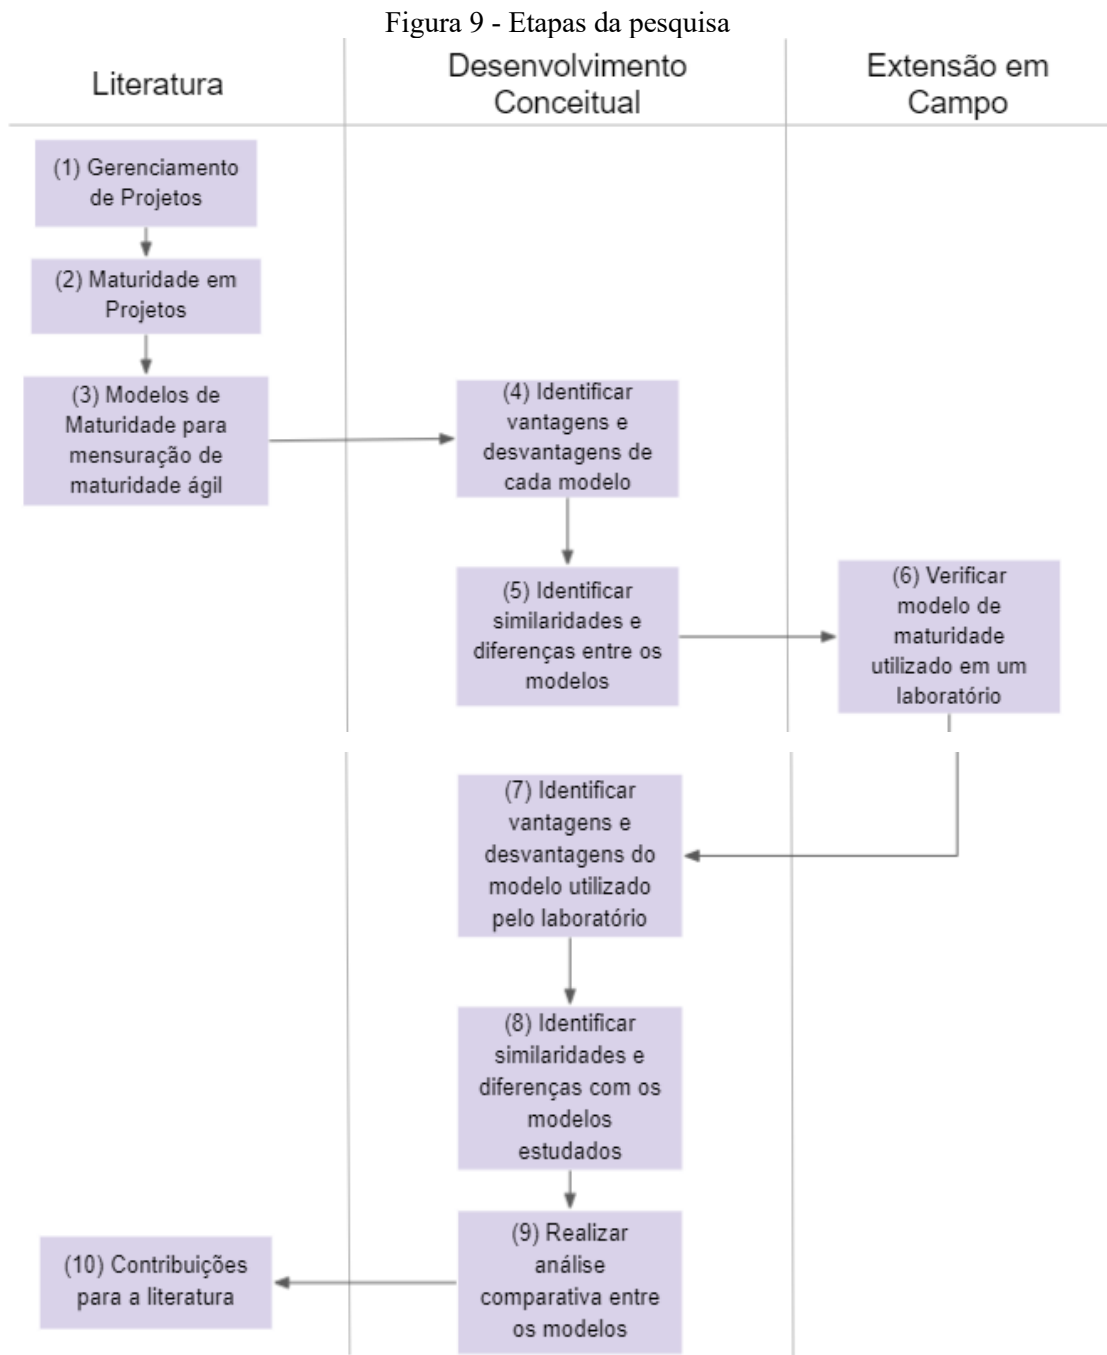 Figura 9 - Etapas da pesquisa
Literatura
Desenvolvimento
Conceitual
Extensão em
Campo
(1) Gerenciamento
de Projetos
(2) Maturidade em
Projetos
(3) Modelos de
Maturidade para
mensuração de
maturidade ágil
(4) Identificar
vantagens e
desvantagens de
cada modelo
(5) Identificar
similaridades e
diferenças entre os
modelos
(6) Verificar
modelo de
maturidade
utilizado em um
laboratório
(7) Identificar
vantagens e
desvantagens do
modelo utilizado
pelo laboratório
(8) Identificar
similaridades e
diferenças com os
modelos
estudados
(9) Realizar
análise
comparativa entre
os modelos
(10) Contribuições
para a literatura